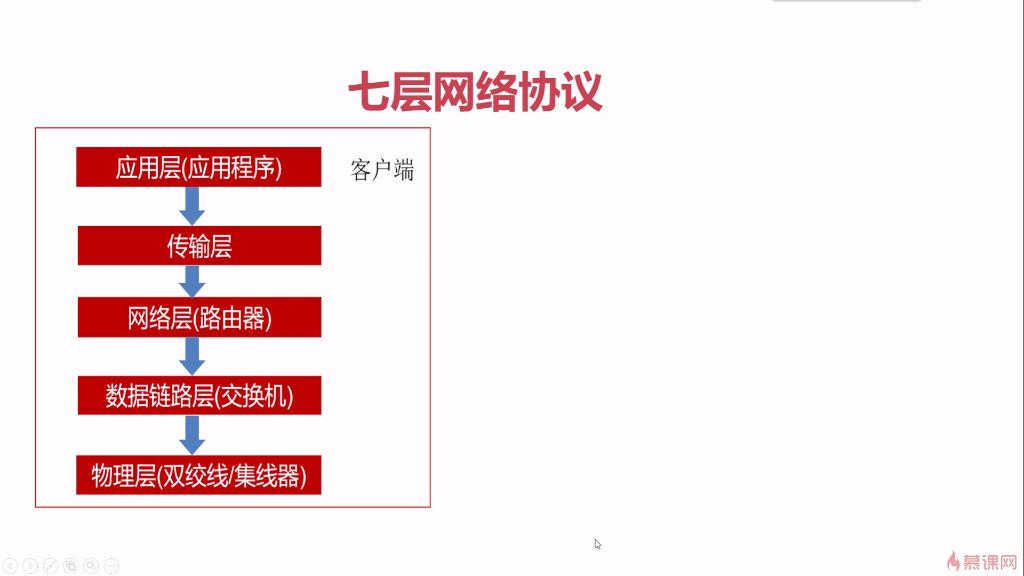 七层网络协议
应用层(应用程序)
客户端
传输层
网络层(路由器)
数据链路层(交换机)
物理层(双绞线/集线器)
慕课网